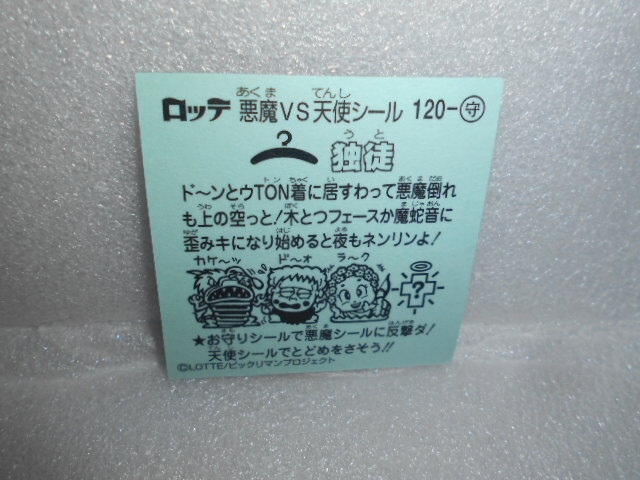 ロッテ 悪魔VS天使シール 120-守
独徒
ド〜ンとウTON着に居すわって悪魔倒れ
も上の空っと!木とつフェースか魔蛇音に
歪みキになり始めると夜もネンリンよ!
カケ〜ッ ド〜ォ ラ〜ク
?
★お守りシールで悪魔シールに反撃ダ!
天使シールでとどめをさそう!!
©LOTTE/ビックリマンプロジェクト